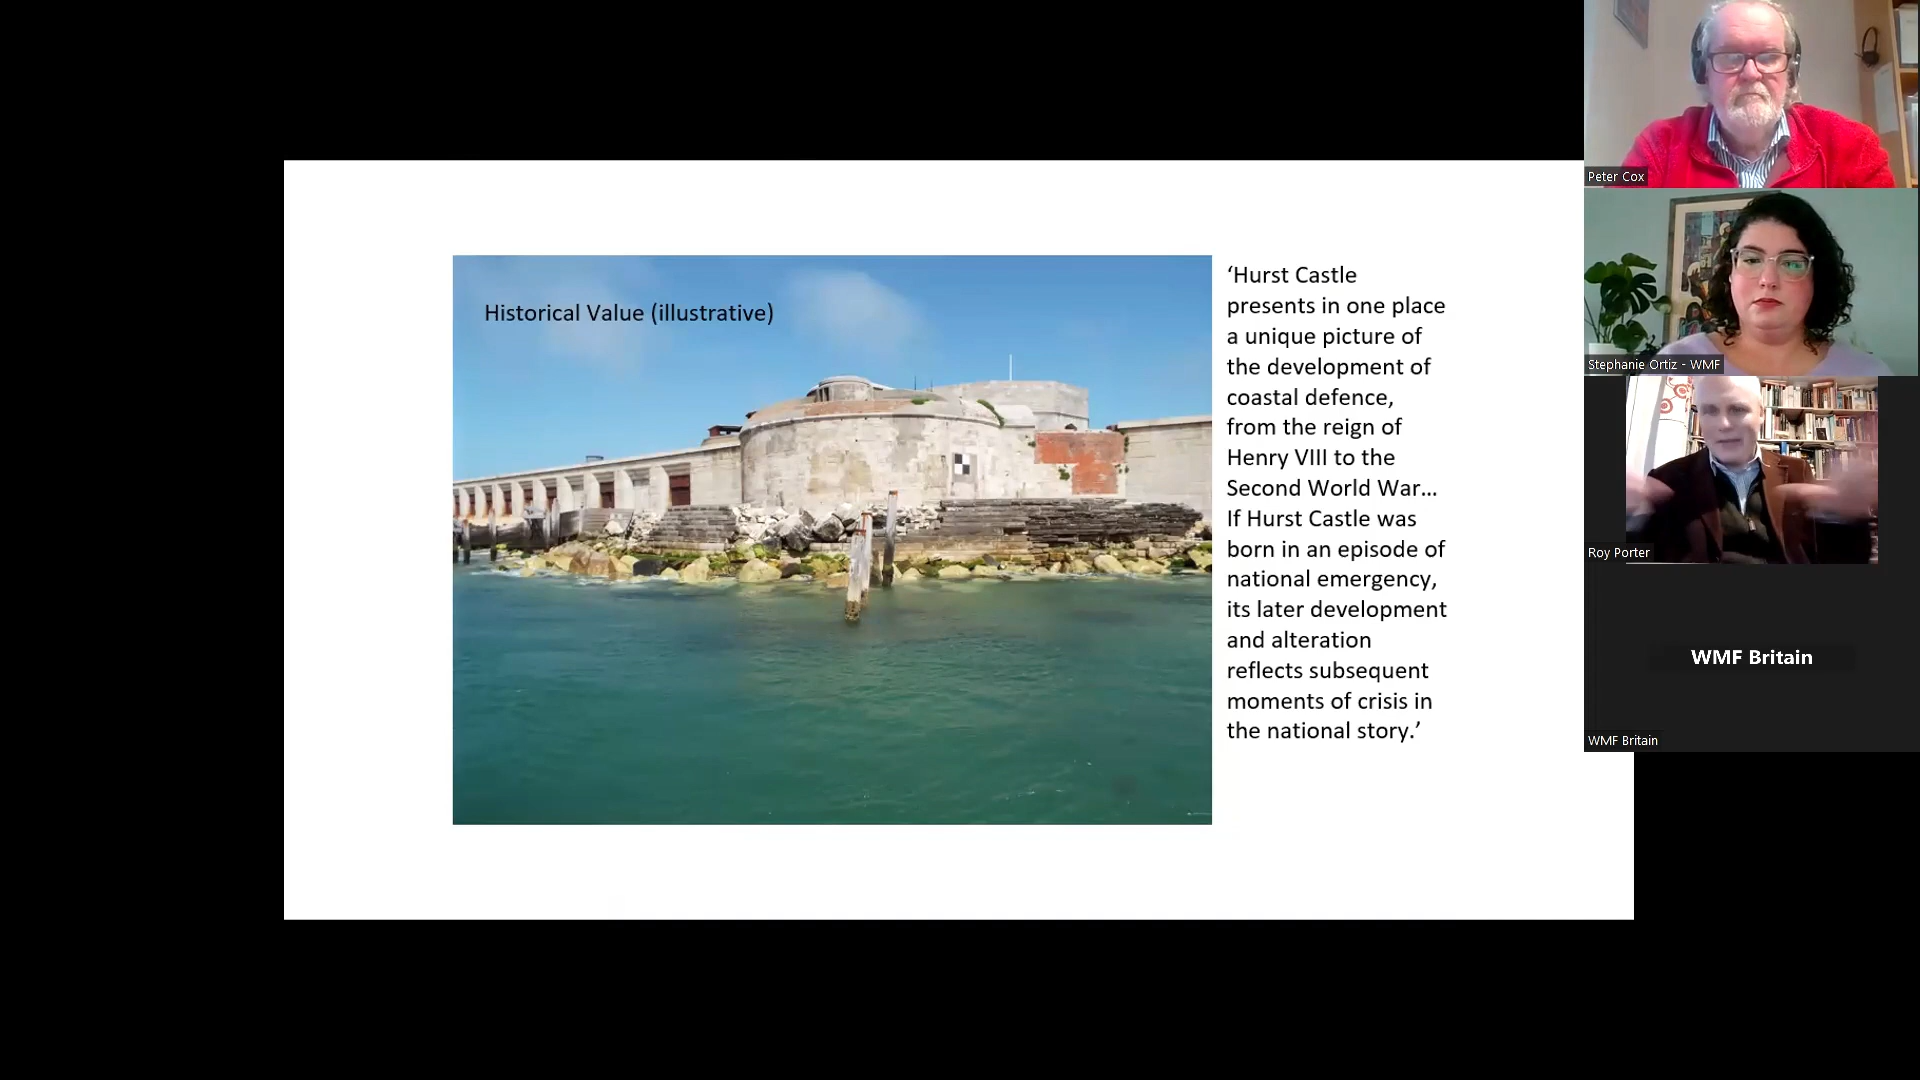 Historical Value (illustrative)
‘Hurst Castle
presents in one place
a unique picture of
the development of
coastal defence,
from the reign of
Henry VIII to the
Second World War…
If Hurst Castle was
born in an episode of
national emergency,
its later development
and alteration
reflects subsequent
moments of crisis in
the national story.’
Peter Cox
Stephanie Ortiz - WMF
Roy Porter
WMF Britain
WMF Britain